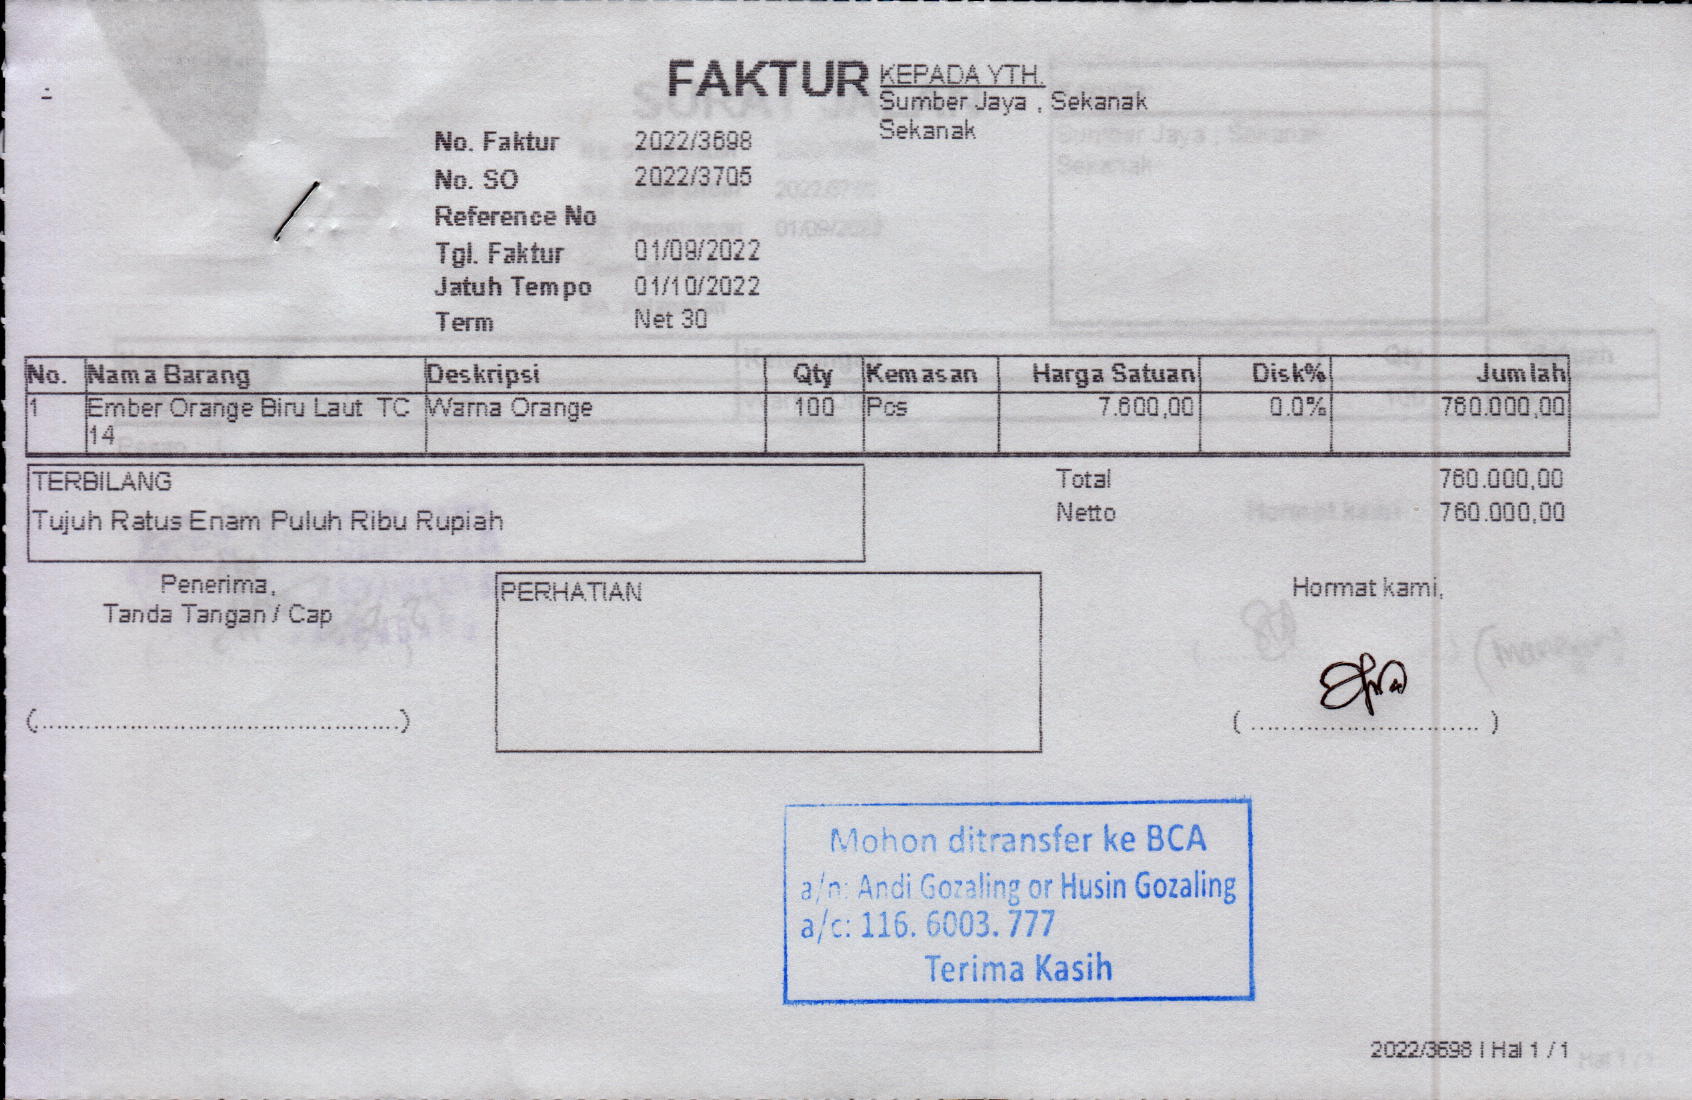 FAKTUR
KEPADA YTH.
Sumber Jaya , Sekanak
Sekanak
No. Faktur 2022/3698
No. SO 2022/3705
Reference No
Tgl. Faktur 01/09/2022
Jatuh Tempo 01/10/2022
Term Net 30
No. Nama Barang Deskripsi Qty Kemasan Harga Satuan Disk% Jumlah
1 Ember Orange Biru Laut TC Warna Orange 100 Pcs 7.600,00 0.0% 760.000,00
14
TERBILANG
Tujuh Ratus Enam Puluh Ribu Rupiah
Total 760.000,00
Netto 760.000,00
Penerima,
Tanda Tangan / Cap
PERHATIAN
Hormat kami,
(..................................................)
( ............................... )
Mohon ditransfer ke BCA
a/n: Andi Gozaling or Husin Gozaling
a/c: 116. 6003. 777
Terima Kasih
2022/3698 | Hal 1 / 1